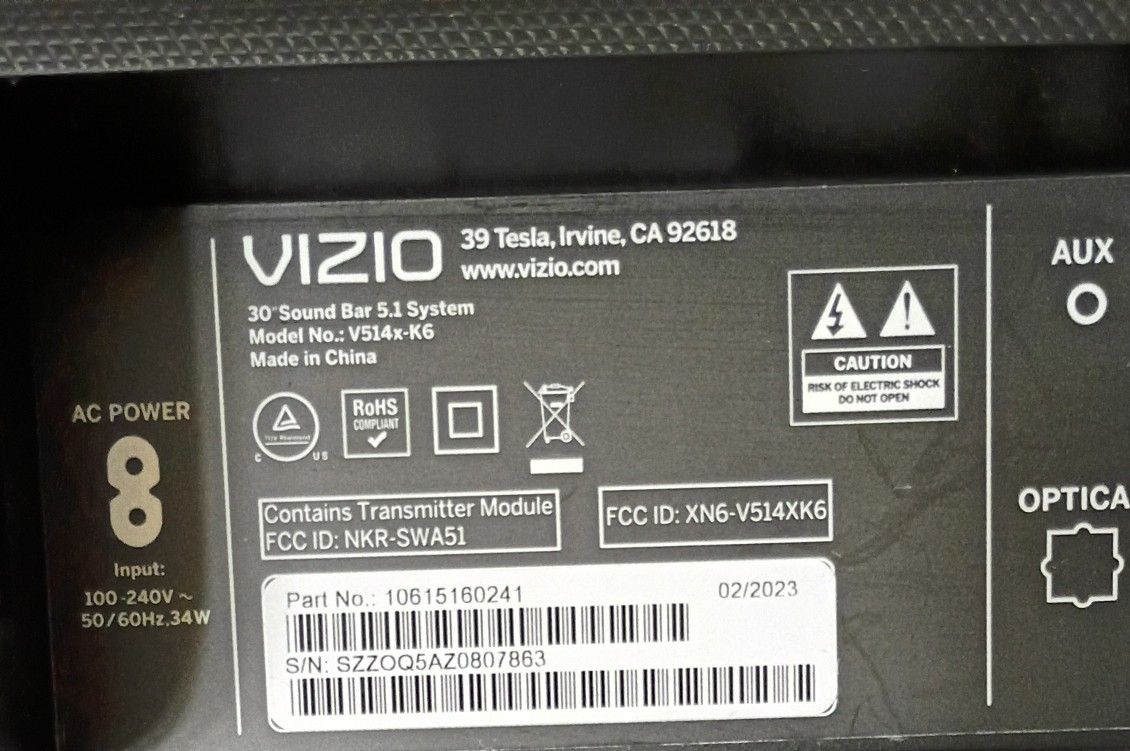 VIZIO
39 Tesla, Irvine, CA 92618
www.vizio.com
30" Sound Bar 5.1 System
Model No.: V514x-K6
Made in China
TÜV Rheinland
C US
RoHS
COMPLIANT
CAUTION
RISK OF ELECTRIC SHOCK
DO NOT OPEN
AUX
OPTICA
AC POWER
Input:
100-240V ~
50/60Hz, 34W
Contains Transmitter Module
FCC ID: NKR-SWA51
FCC ID: XN6-V514XK6
Part No.: 10615160241
02/2023
S/N: SZZOQ5AZ0807863